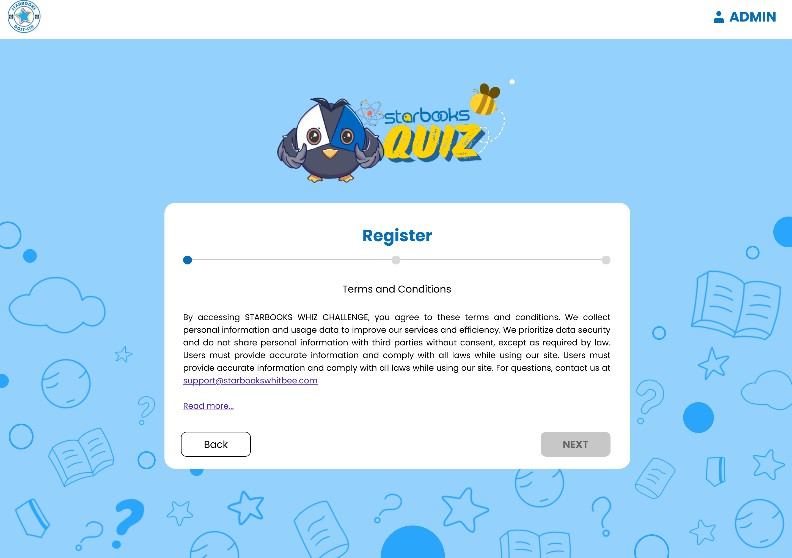 ADMIN
starbooks
QUIZ
Register
Terms and Conditions
By accessing STARBOOKS WHIZ CHALLENGE, you agree to these terms and conditions. We collect
personal information and usage data to improve our services and efficiency. We prioritize data security
and do not share personal information with third parties without consent, except as required by law.
Users must provide accurate information and comply with all laws while using our site. Users must
provide accurate information and comply with all laws while using our site. For questions, contact us at
support@starbookswhitbee.com
Read more...
Back
NEXT